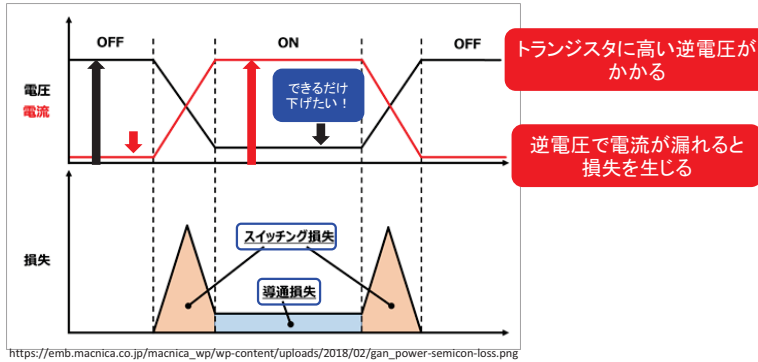 OFF
ON
OFF
電圧
電流
できるだけ
下げたい！
トランジスタに高い逆電圧が
かかる
逆電圧で電流が漏れると
損失を生じる
損失
スイッチング損失
導通損失
https://emb.macnica.co.jp/macnica_wp/wp-content/uploads/2018/02/gan_power-semicon-loss.png